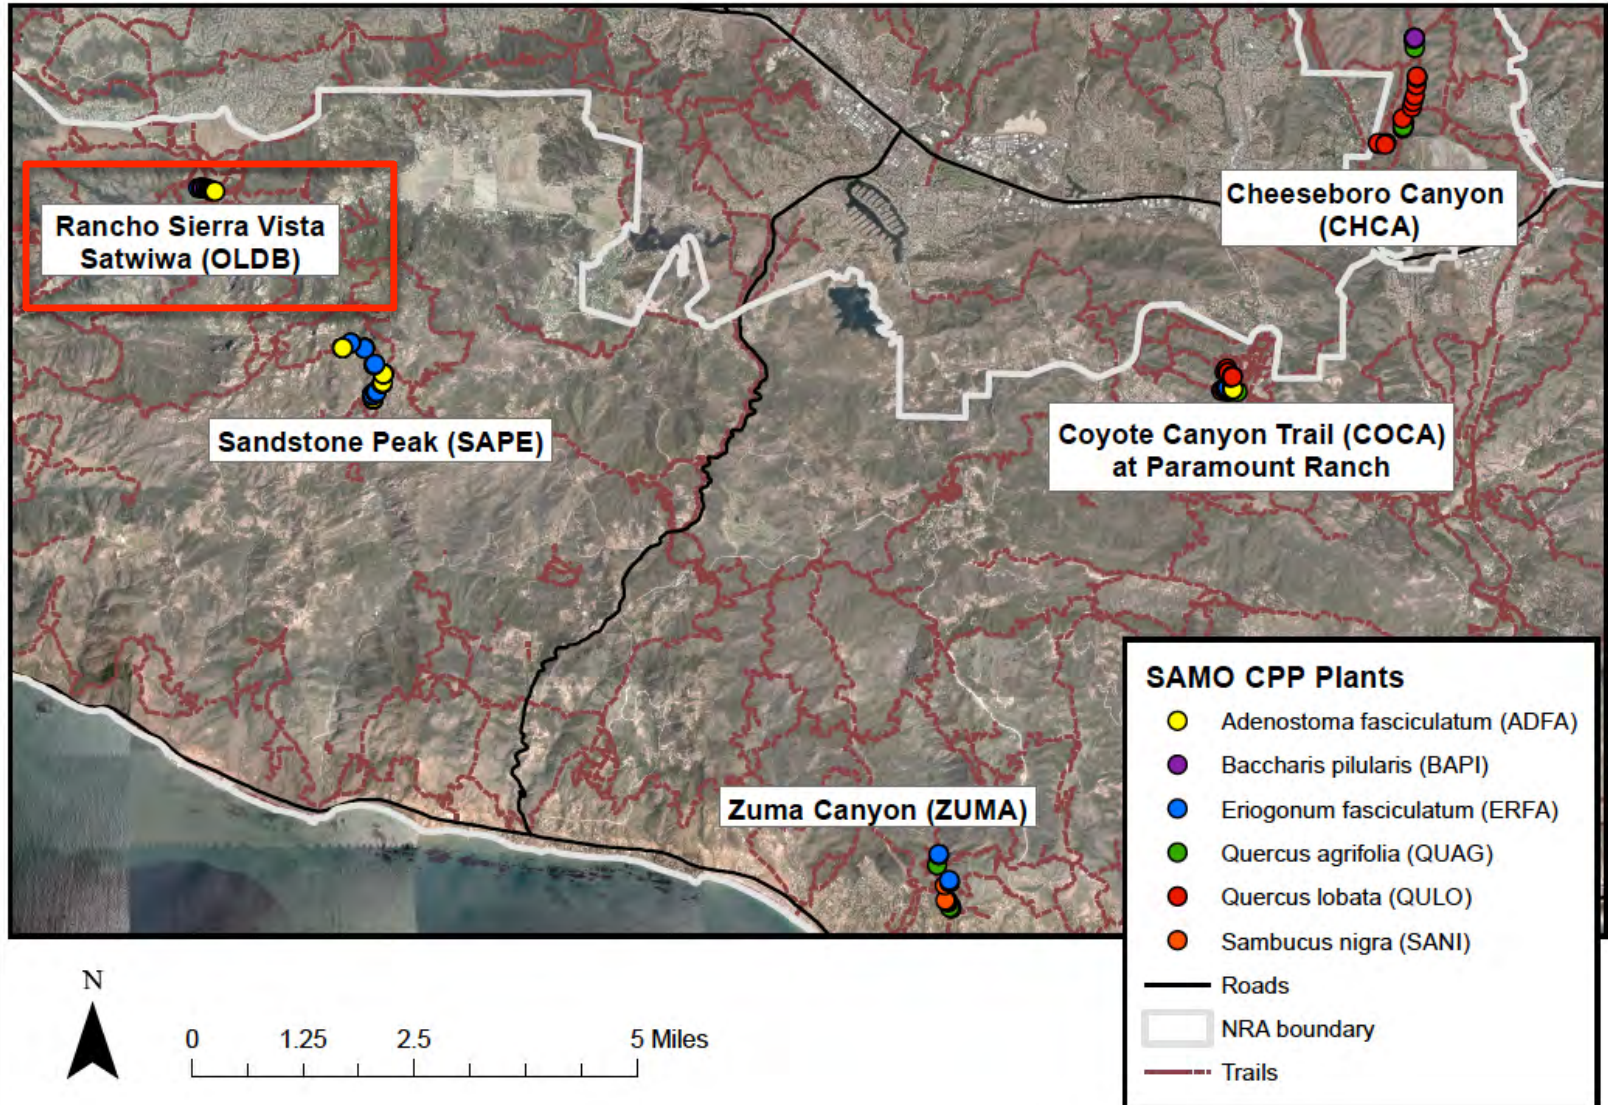 Rancho Sierra Vista
Satwiwa (OLDB)
Cheeseboro Canyon
(CHCA)
Sandstone Peak (SAPE)
Coyote Canyon Trail (COCA)
at Paramount Ranch
Zuma Canyon (ZUMA)
SAMO CPP Plants
Adenostoma fasciculatum (ADFA)
Baccharis pilularis (BAPI)
Eriogonum fasciculatum (ERFA)
Quercus agrifolia (QUAG)
Quercus lobata (QULO)
Sambucus nigra (SANI)
Roads
NRA boundary
Trails
N
0 1.25 2.5 5 Miles